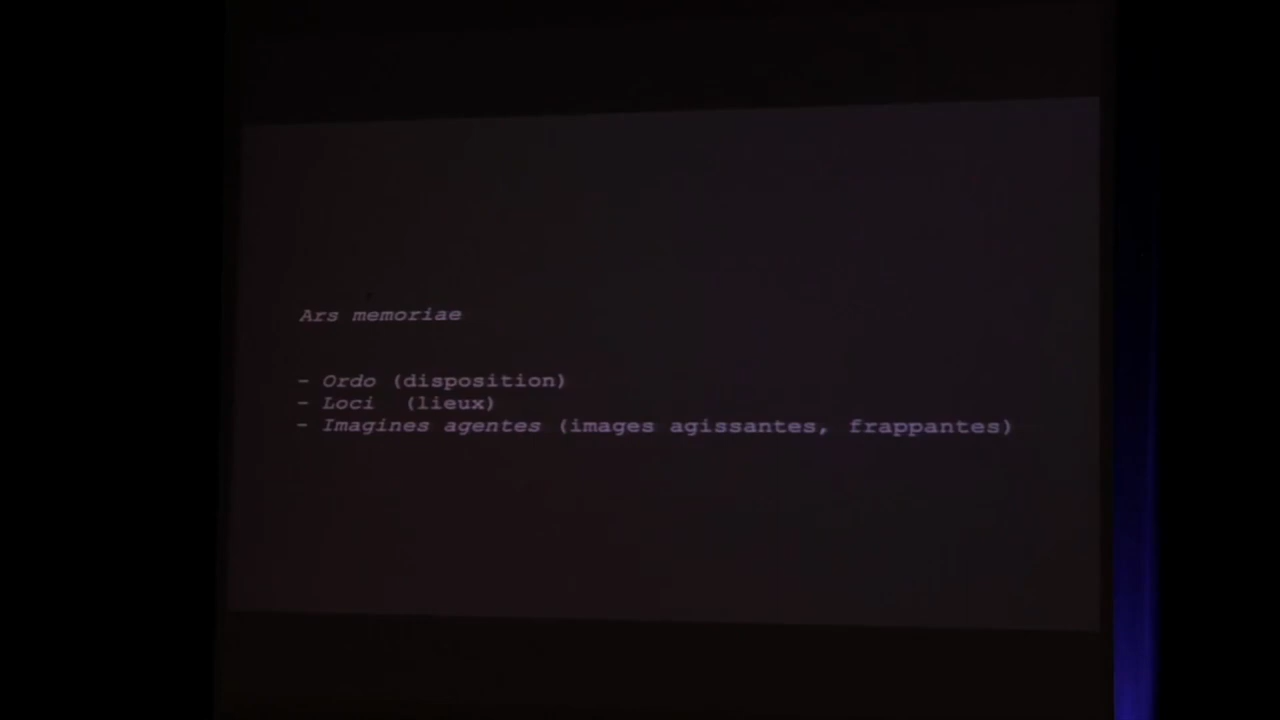 Ars memoriae
- Ordo (disposition)
- Loci (lieux)
- Imagines agentes (images agissantes, frappantes)